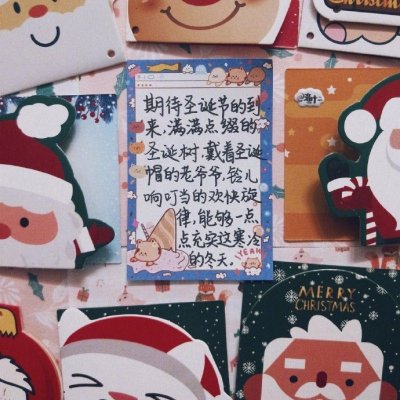 Christmas
期待圣诞节的到
来,满满点缀的
圣诞树.戴着圣诞
帽的老爷爷,铃儿
响叮当的欢快旋
律,能够一点
点充实这寒冷
的冬天.
YEAH
MERRY
CHRISTMAS